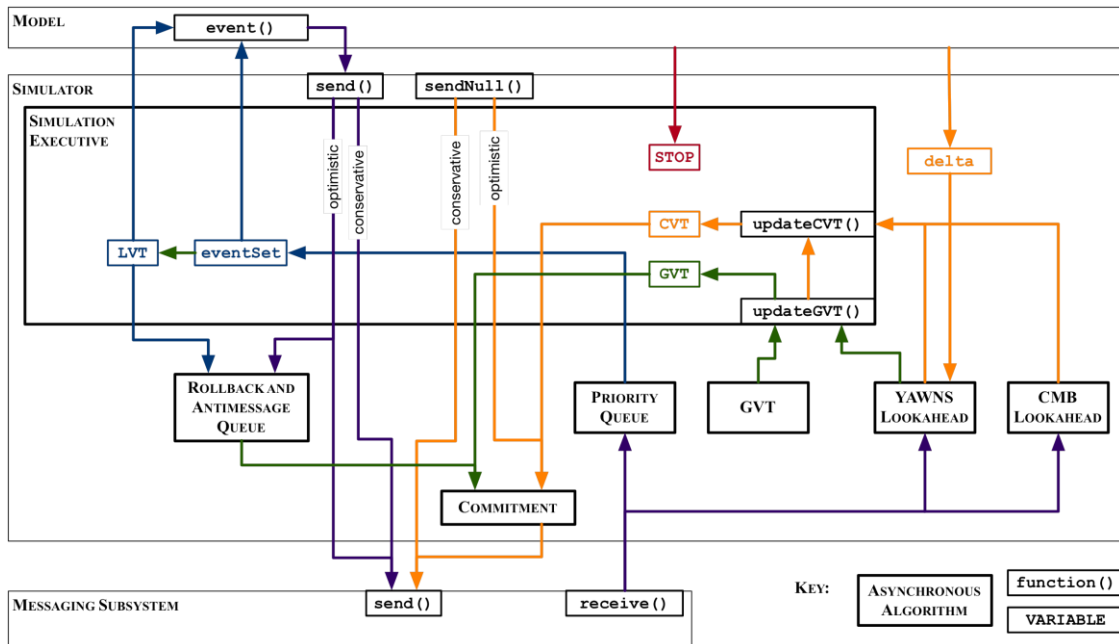 MODEL
event()
SIMULATOR
send()
sendNull()
SIMULATION
EXECUTIVE
optimistic
conservative
conservative
optimistic
STOP
delta
CVT
updateCVT()
LVT
eventSet
GVT
updateGVT()
ROLLBACK AND
ANTIMESSAGE
QUEUE
PRIORITY
QUEUE
GVT
YAWNS
LOOKAHEAD
CMB
LOOKAHEAD
COMMITMENT
MESSAGING SUBSYSTEM
send()
receive()
KEY:
ASYNCHRONOUS
ALGORITHM
function()
VARIABLE